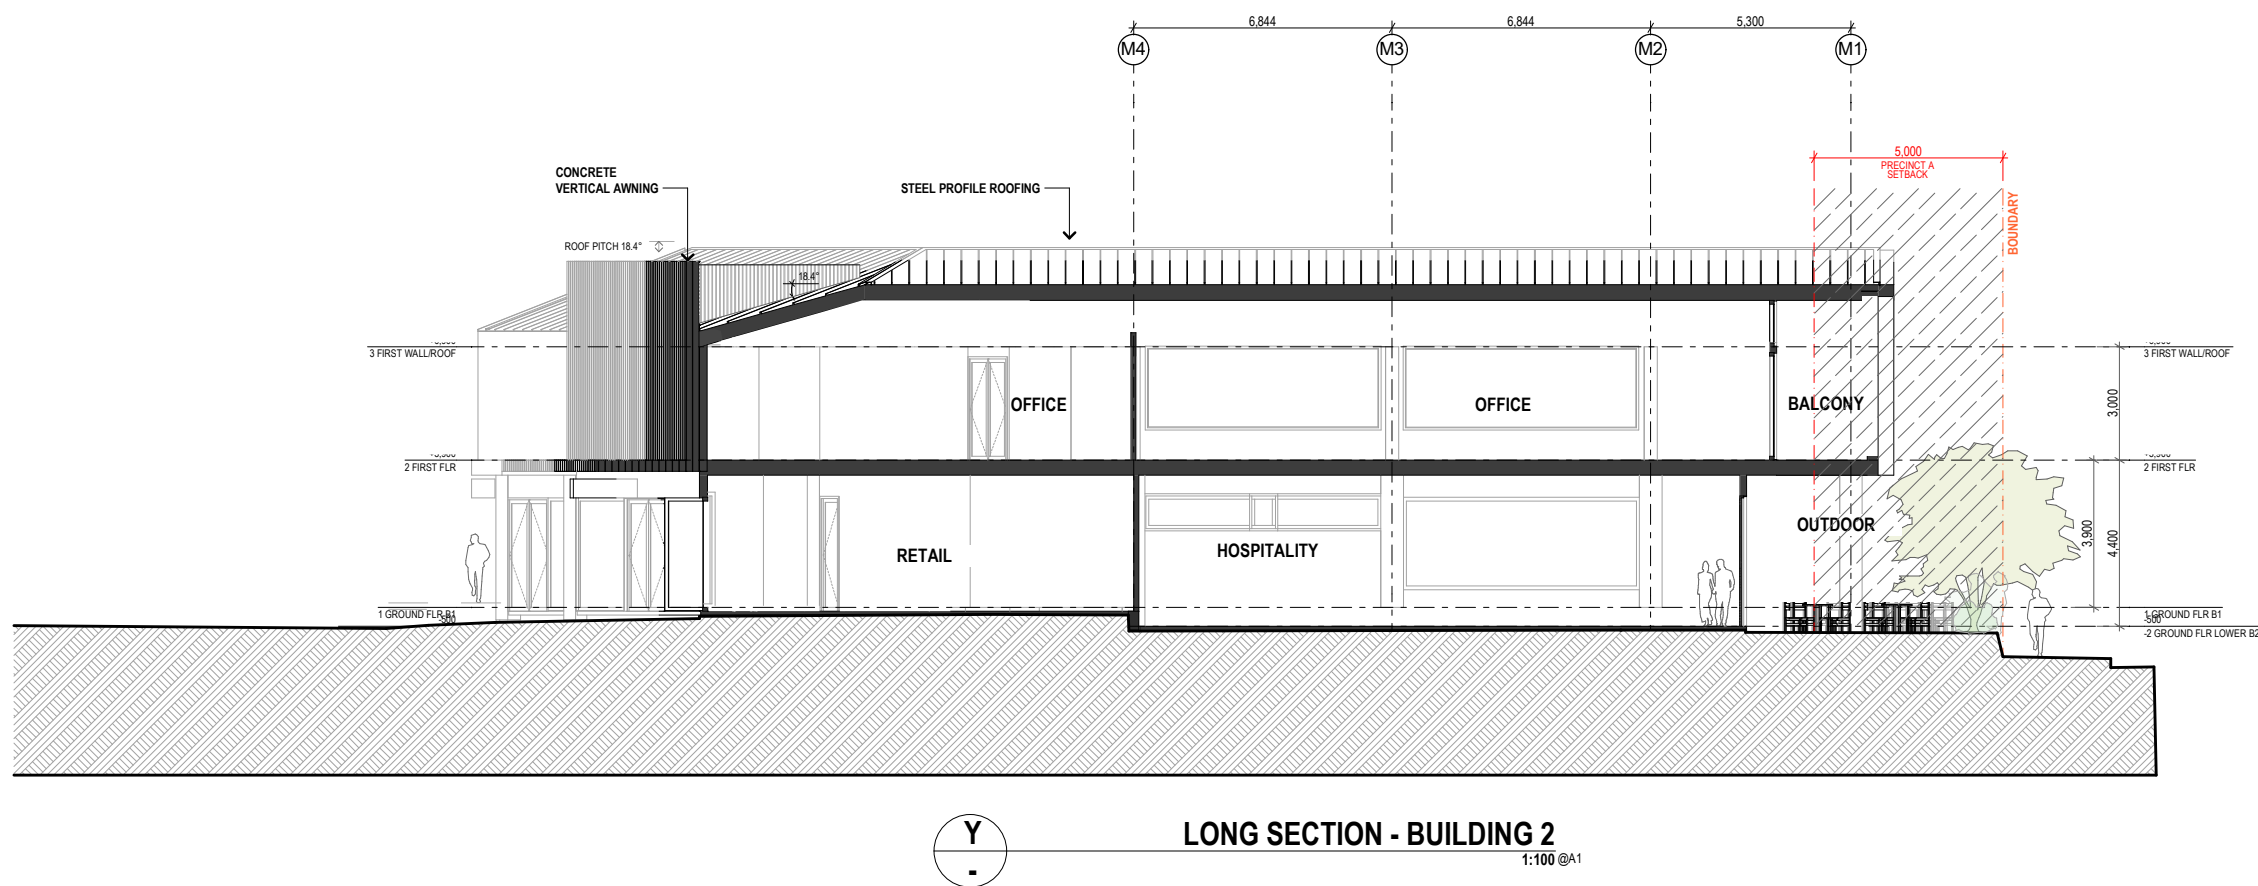 6,844
6,844
5,300
M4
M3
M2
M1
5,000
PRECINCT A
SETBACK
BOUNDARY
CONCRETE
VERTICAL AWNING
STEEL PROFILE ROOFING
ROOF PITCH 18.4°
18.4°
3 FIRST WALL/ROOF
3 FIRST WALL/ROOF
OFFICE
OFFICE
BALCONY
3,000
2 FIRST FLR
2 FIRST FLR
RETAIL
HOSPITALITY
OUTDOOR
3,900
4,400
1 GROUND FLR B1
-500
1 GROUND FLR B1
-500
-2 GROUND FLR LOWER B2
Y
-
LONG SECTION - BUILDING 2
1:100 @A1